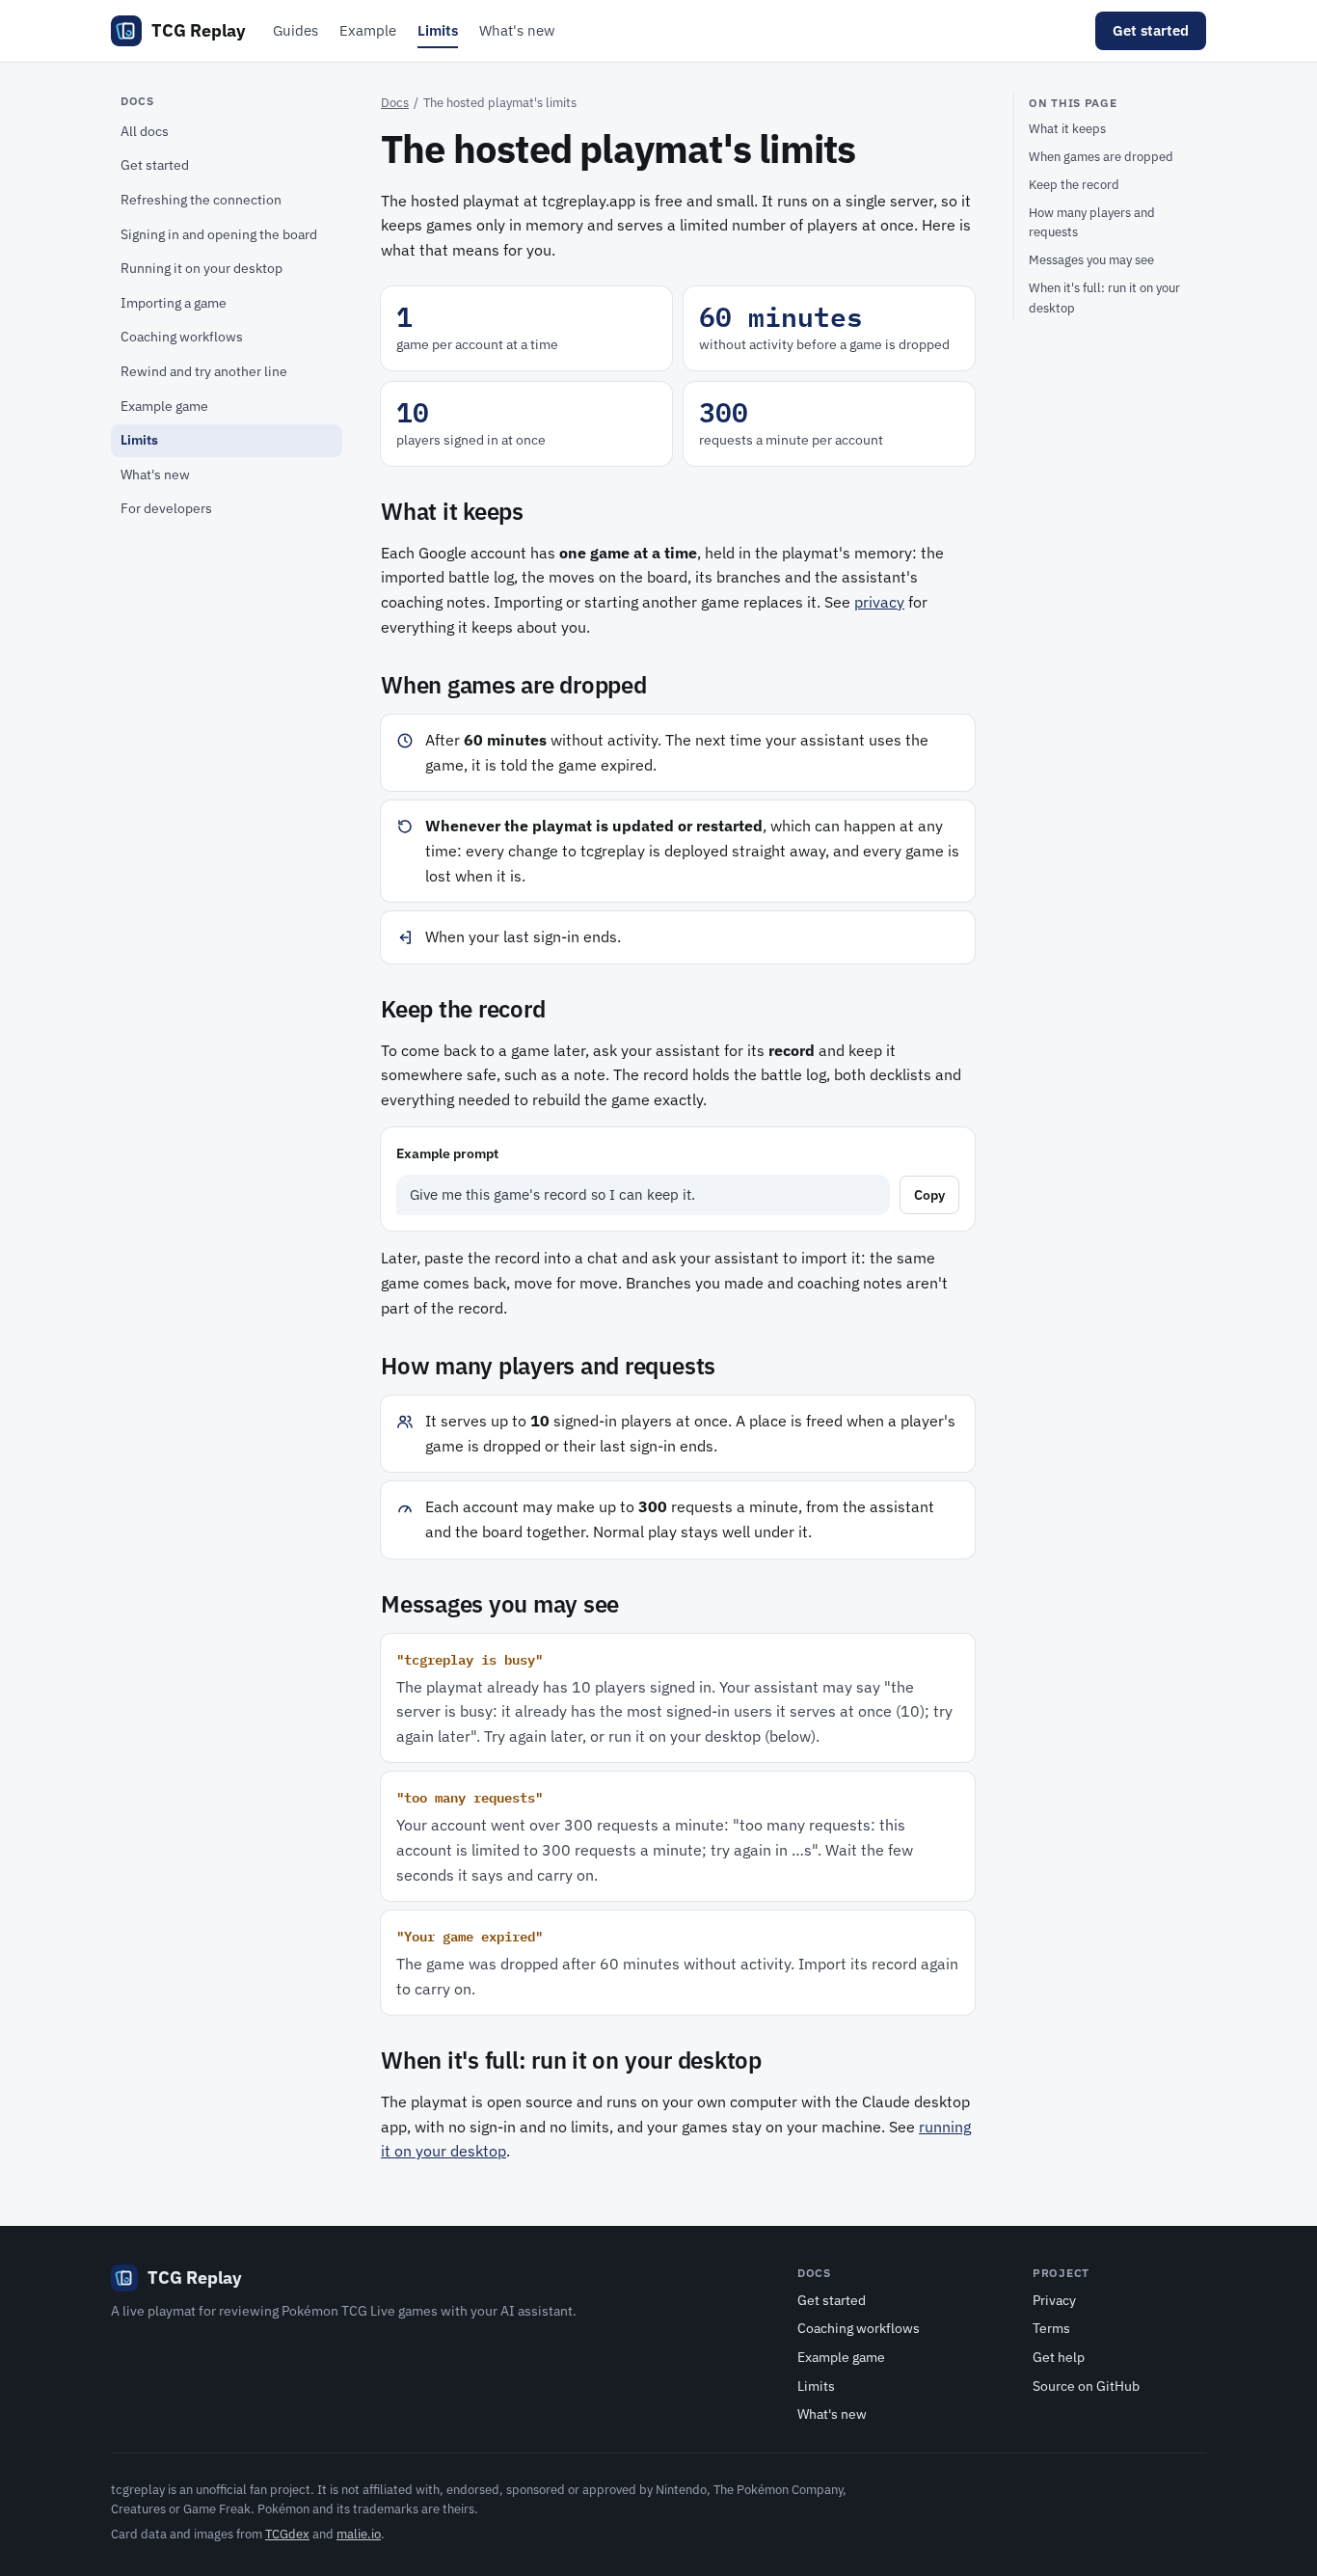 TCG Replay
Guides
Example
Limits
What's new
Get started
DOCS
All docs
Get started
Refreshing the connection
Signing in and opening the board
Running it on your desktop
Importing a game
Coaching workflows
Rewind and try another line
Example game
Limits
What's new
For developers
Docs / The hosted playmat's limits
The hosted playmat's limits
The hosted playmat at tcgreplay.app is free and small. It runs on a single server, so it
keeps games only in memory and serves a limited number of players at once. Here is
what that means for you.
1
game per account at a time
60 minutes
without activity before a game is dropped
10
players signed in at once
300
requests a minute per account
What it keeps
Each Google account has one game at a time, held in the playmat's memory: the
imported battle log, the moves on the board, its branches and the assistant's
coaching notes. Importing or starting another game replaces it. See privacy for
everything it keeps about you.
When games are dropped
After 60 minutes without activity. The next time your assistant uses the
game, it is told the game expired.
Whenever the playmat is updated or restarted, which can happen at any
time: every change to tcgreplay is deployed straight away, and every game is
lost when it is.
When your last sign-in ends.
Keep the record
To come back to a game later, ask your assistant for its record and keep it
somewhere safe, such as a note. The record holds the battle log, both decklists and
everything needed to rebuild the game exactly.
Example prompt
Give me this game's record so I can keep it.
Copy
Later, paste the record into a chat and ask your assistant to import it: the same
game comes back, move for move. Branches you made and coaching notes aren't
part of the record.
How many players and requests
It serves up to 10 signed-in players at once. A place is freed when a player's
game is dropped or their last sign-in ends.
Each account may make up to 300 requests a minute, from the assistant
and the board together. Normal play stays well under it.
Messages you may see
"tcgreplay is busy"
The playmat already has 10 players signed in. Your assistant may say "the
server is busy: it already has the most signed-in users it serves at once (10); try
again later". Try again later, or run it on your desktop (below).
"too many requests"
Your account went over 300 requests a minute: "too many requests: this
account is limited to 300 requests a minute; try again in …s". Wait the few
seconds it says and carry on.
"Your game expired"
The game was dropped after 60 minutes without activity. Import its record again
to carry on.
When it's full: run it on your desktop
The playmat is open source and runs on your own computer with the Claude desktop
app, with no sign-in and no limits, and your games stay on your machine. See running
it on your desktop.
ON THIS PAGE
What it keeps
When games are dropped
Keep the record
How many players and
requests
Messages you may see
When it's full: run it on your
desktop
TCG Replay
A live playmat for reviewing Pokémon TCG Live games with your AI assistant.
DOCS
Get started
Coaching workflows
Example game
Limits
What's new
PROJECT
Privacy
Terms
Get help
Source on GitHub
tcgreplay is an unofficial fan project. It is not affiliated with, endorsed, sponsored or approved by Nintendo, The Pokémon Company,
Creatures or Game Freak. Pokémon and its trademarks are theirs.
Card data and images from TCGdex and malie.io.